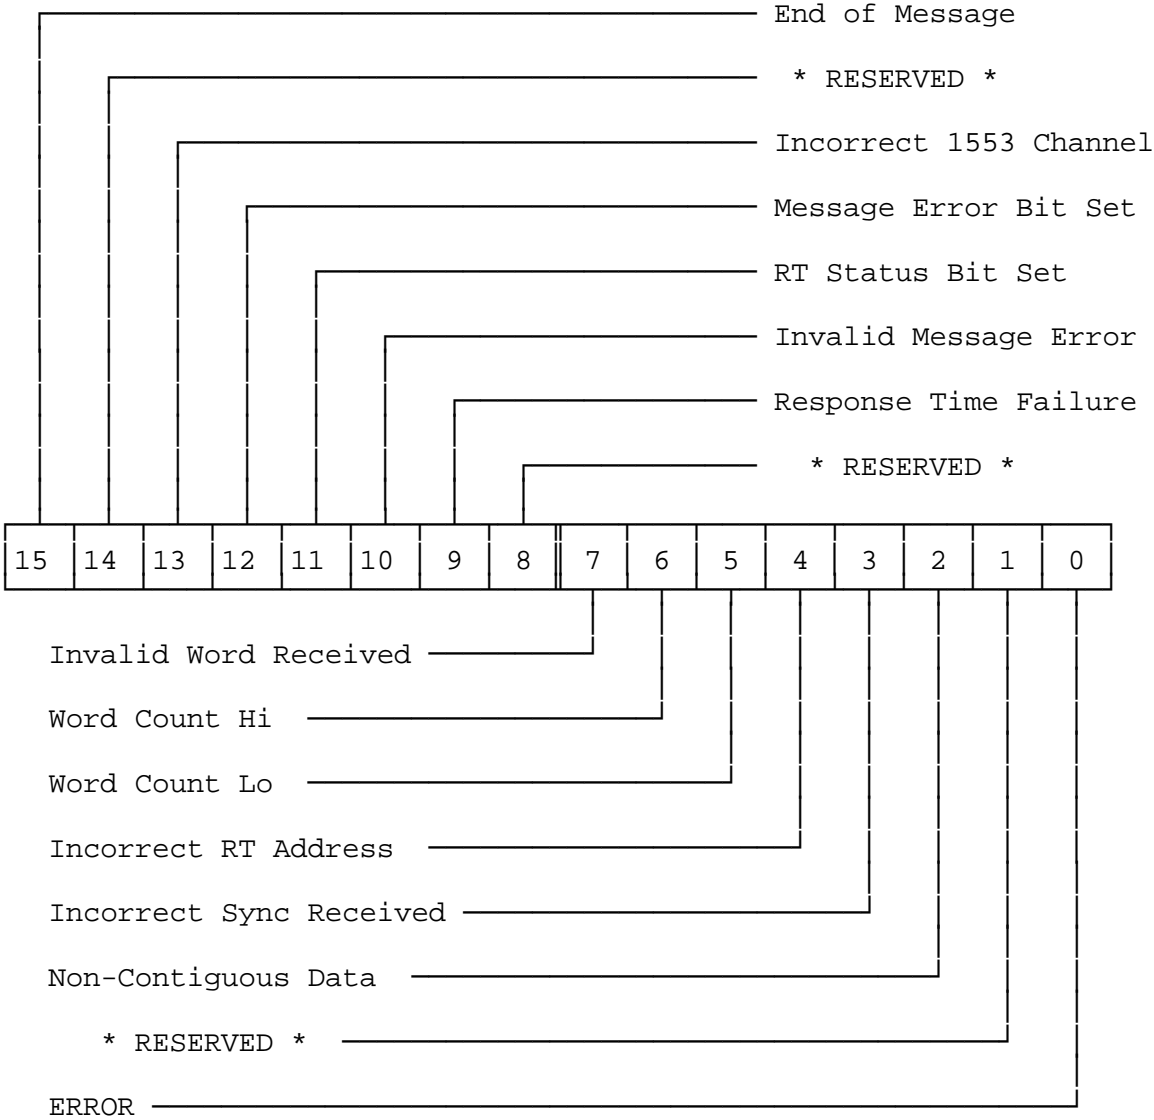 End of Message
* RESERVED *
Incorrect 1553 Channel
Message Error Bit Set
RT Status Bit Set
Invalid Message Error
Response Time Failure
* RESERVED *
15 14 13 12 11 10 9 8 7 6 5 4 3 2 1 0
Invalid Word Received
Word Count Hi
Word Count Lo
Incorrect RT Address
Incorrect Sync Received
Non-Contiguous Data
* RESERVED *
ERROR